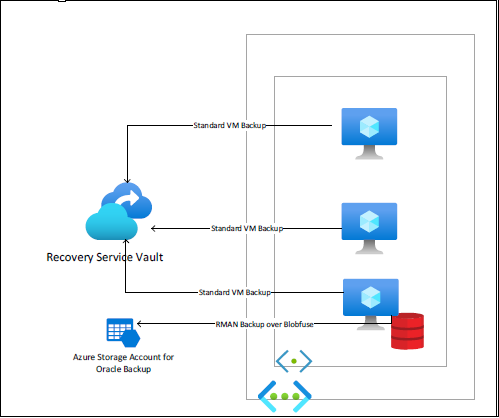 Standard VM Backup
Standard VM Backup
Recovery Service Vault
Standard VM Backup
RMAN Backup over Blobfuse
Azure Storage Account for
Oracle Backup